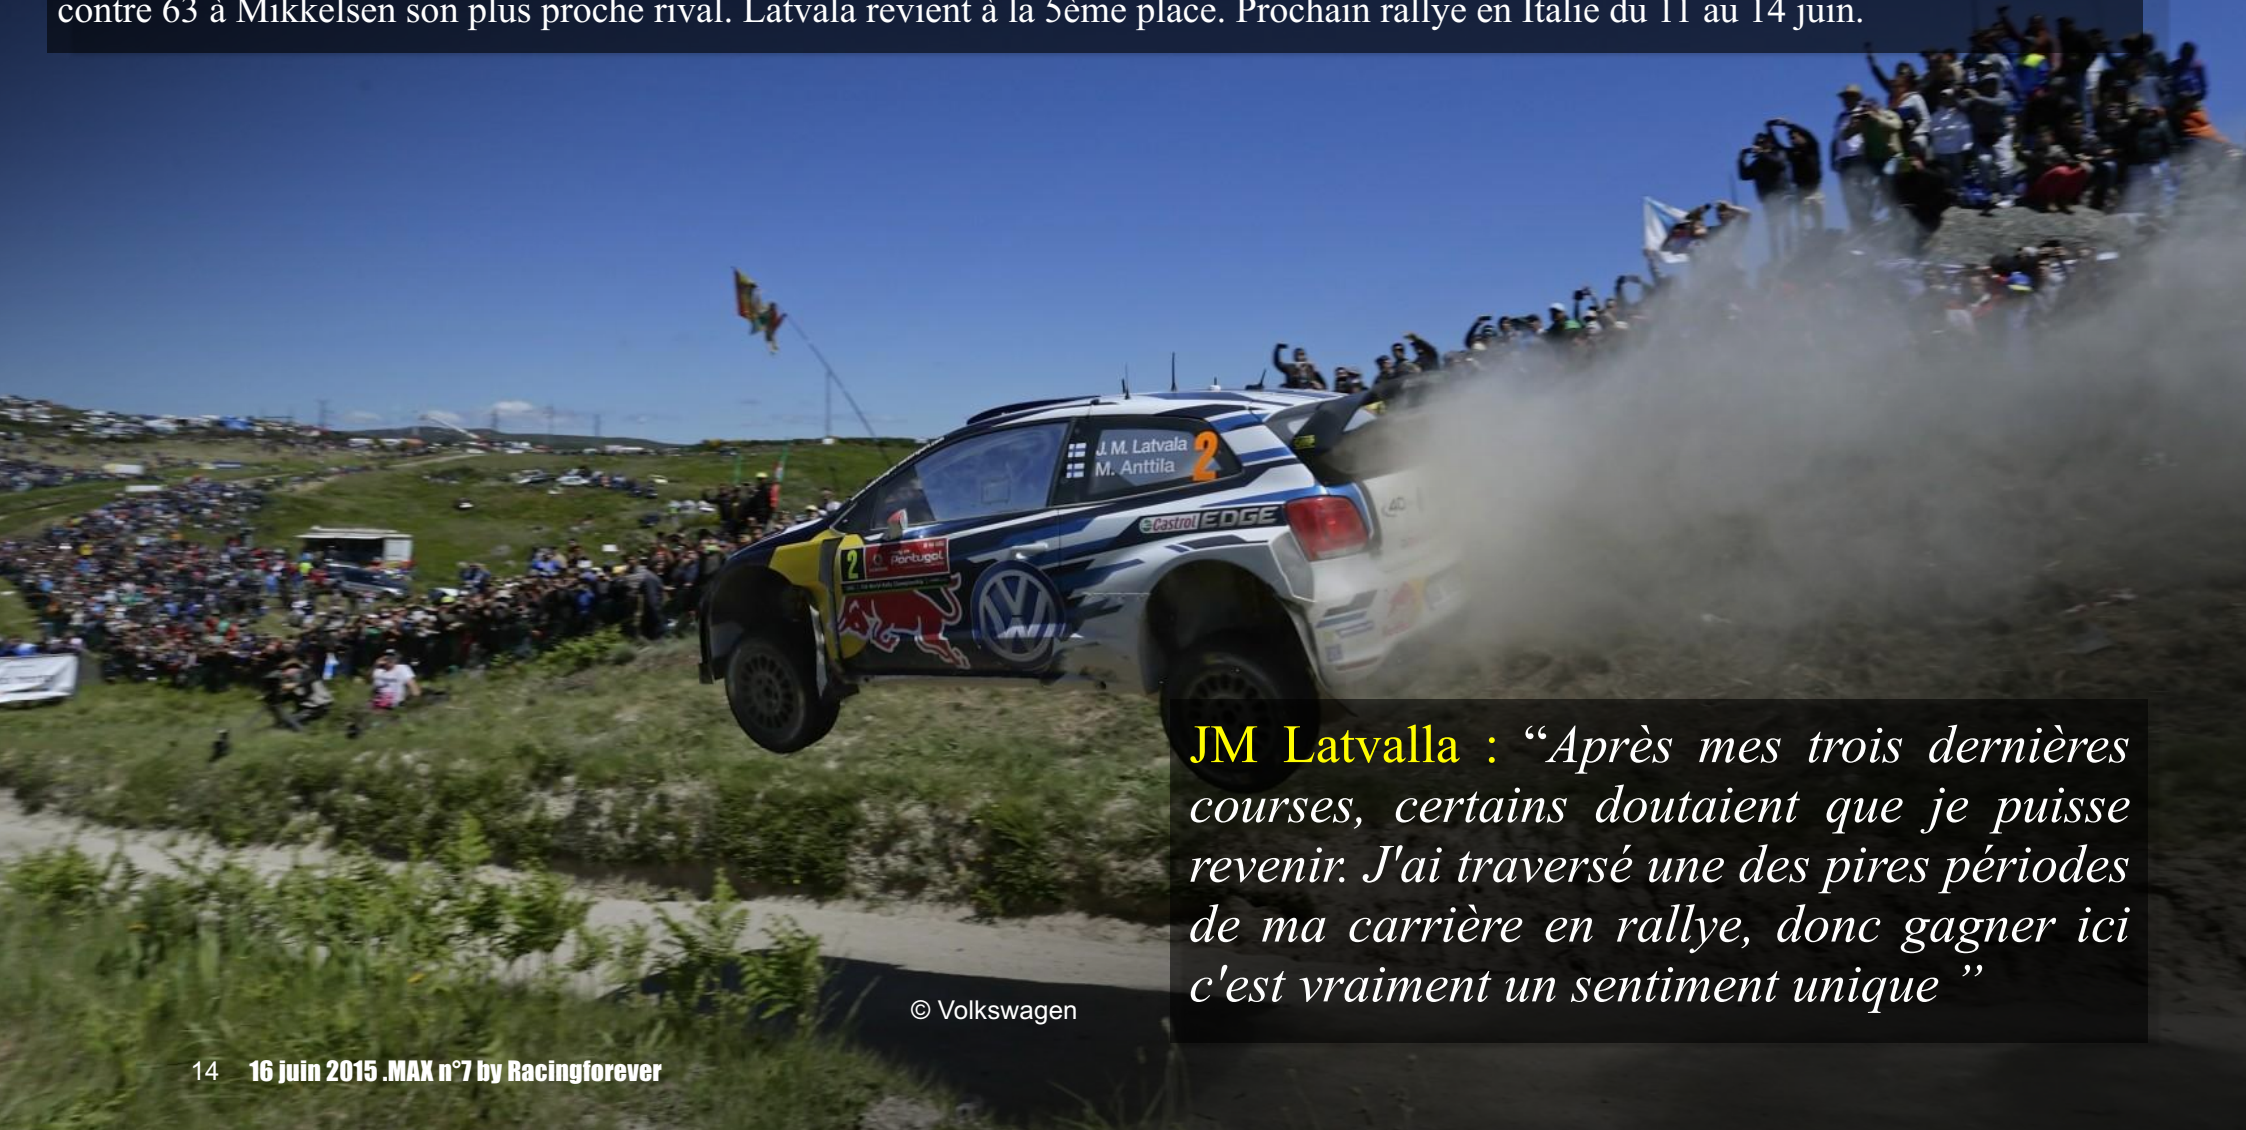 contre 63 à Mikkelsen son plus proche rival. Latvala revient à la 5ème place. Prochain rallye en Italie du 11 au 14 juin.
J. M. Latvala
M. Anttila
2
Castrol EDGE
2
Portugal
JM Latvalla : “Après mes trois dernières
courses, certains doutaient que je puisse
revenir. J'ai traversé une des pires périodes
de ma carrière en rallye, donc gagner ici
c'est vraiment un sentiment unique ”
© Volkswagen
14 16 juin 2015 .MAX n°7 by Racingforever